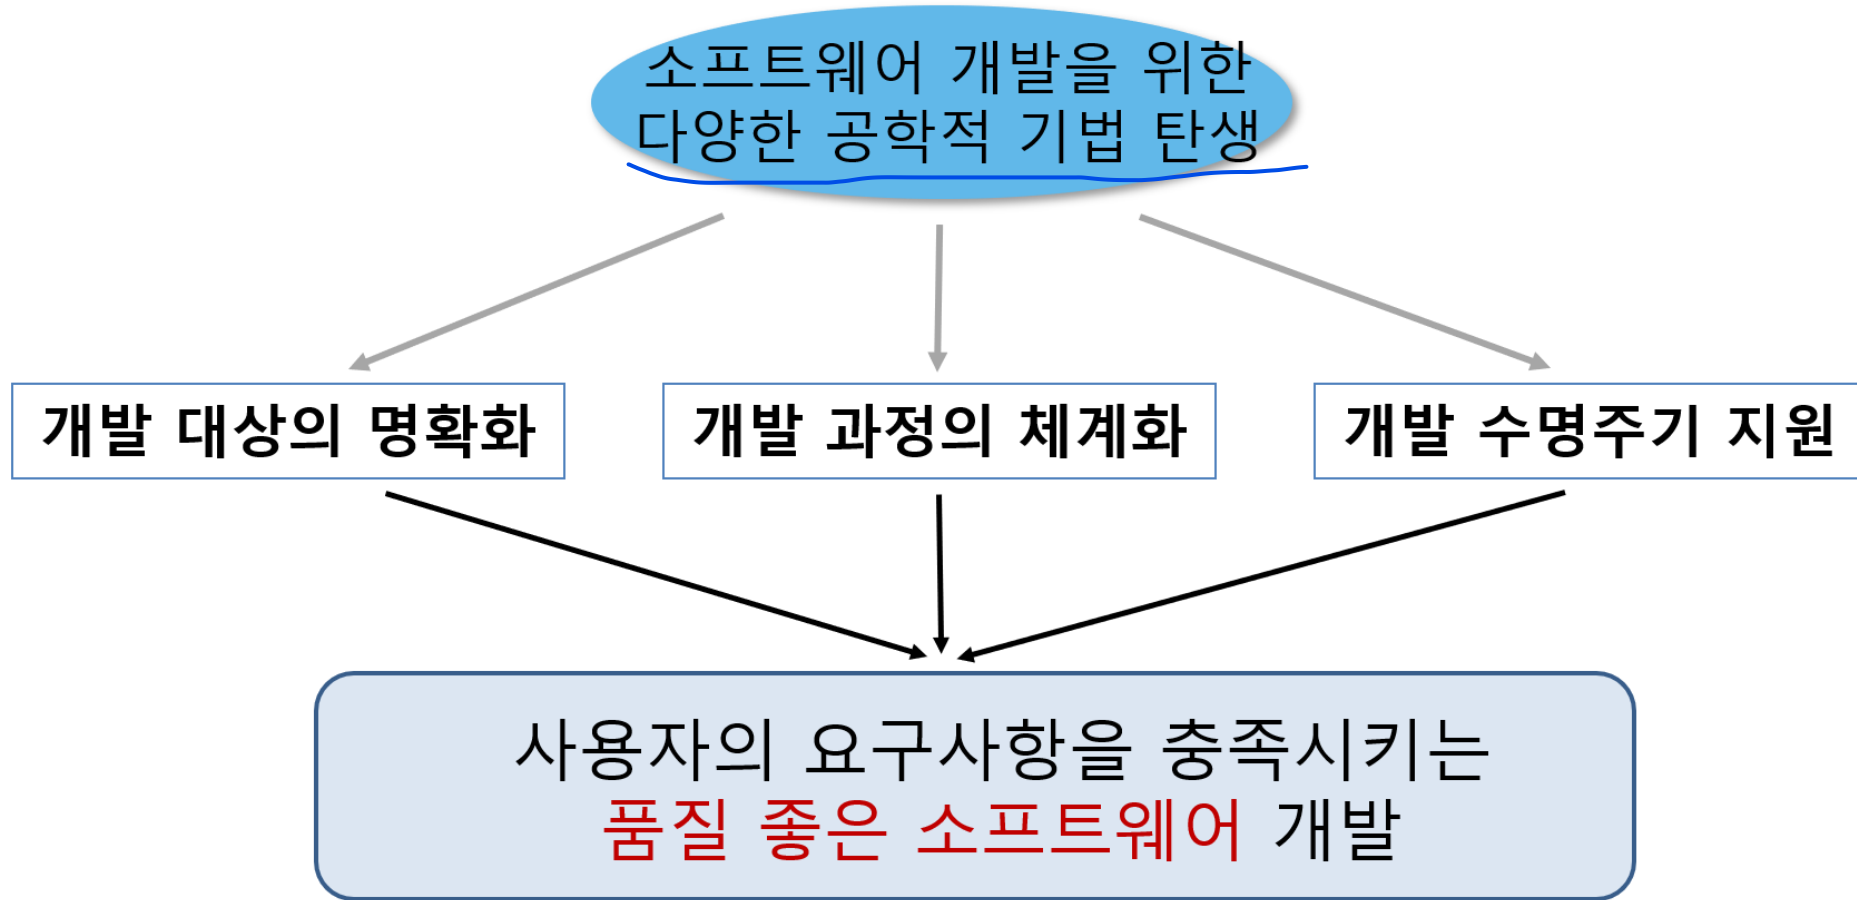 소프트웨어 개발을 위한
다양한 공학적 기법 탄생
개발 대상의 명확화
개발 과정의 체계화
개발 수명주기 지원
사용자의 요구사항을 충족시키는
품질 좋은 소프트웨어 개발